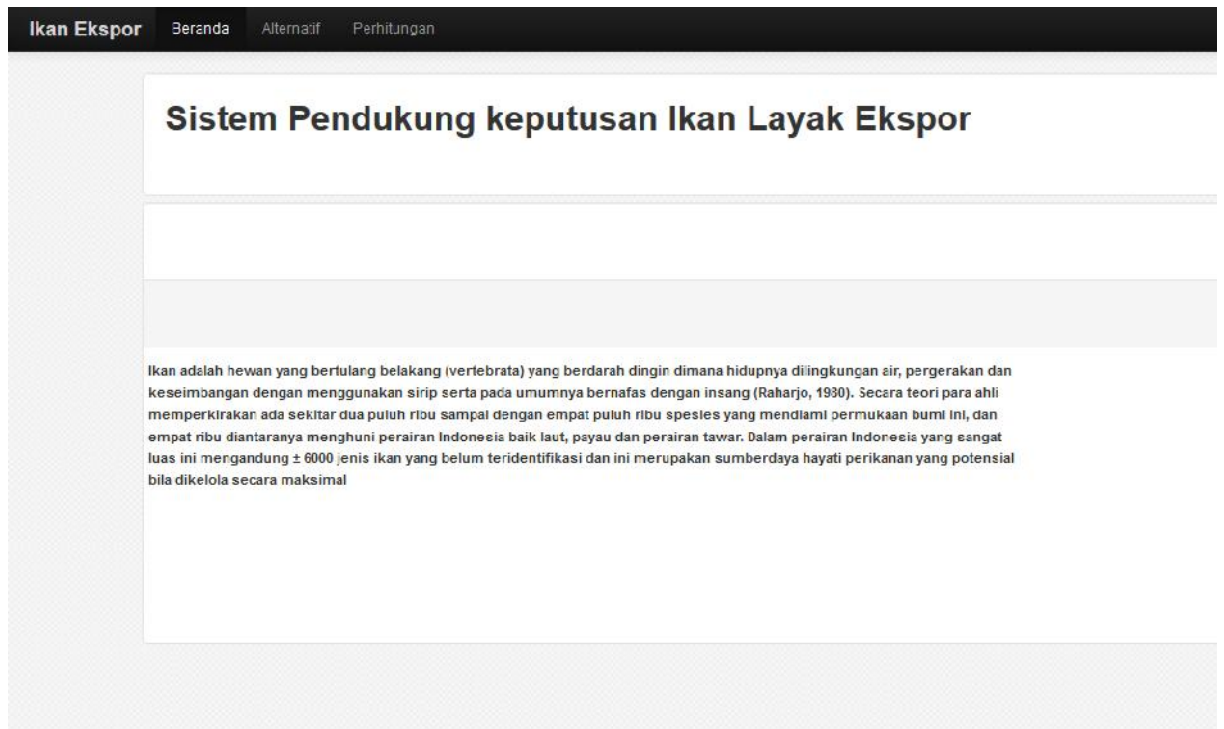 Ikan Ekspor Beranda Alternatif Perhitungan
Sistem Pendukung keputusan Ikan Layak Ekspor
Ikan adalah hewan yang bertulang belakang (vertebrata) yang berdarah dingin dimana hidupnya dilingkungan air, pergerakan dan
keseimbangan dengan menggunakan sirip serta pada umumnya bernafas dengan insang (Raharjo, 1980). Secara teori para ahli
memperkirakan ada sekitar dua puluh ribu sampai dengan empat puluh ribu spesies yang mendiami permukaan bumi ini, dan
empat ribu diantaranya menghuni perairan Indonesia baik laut, payau dan perairan tawar. Dalam perairan Indonesia yang sangat
luas ini mengandung ± 6000 jenis ikan yang belum teridentifikasi dan ini merupakan sumberdaya hayati perikanan yang potensial
bila dikelola secara maksimal